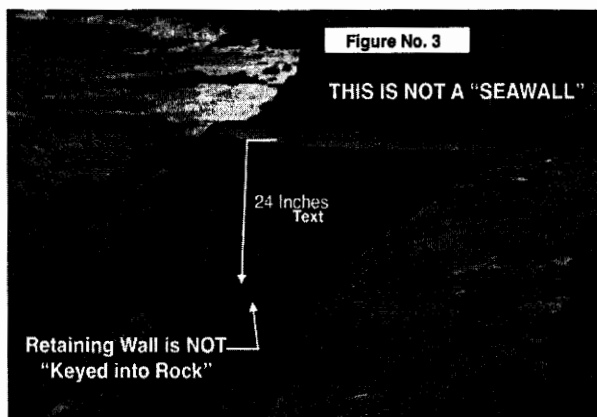 Figure No. 3
THIS IS NOT A "SEAWALL"
24 Inches
Text
Retaining Wall is NOT
"Keyed into Rock"